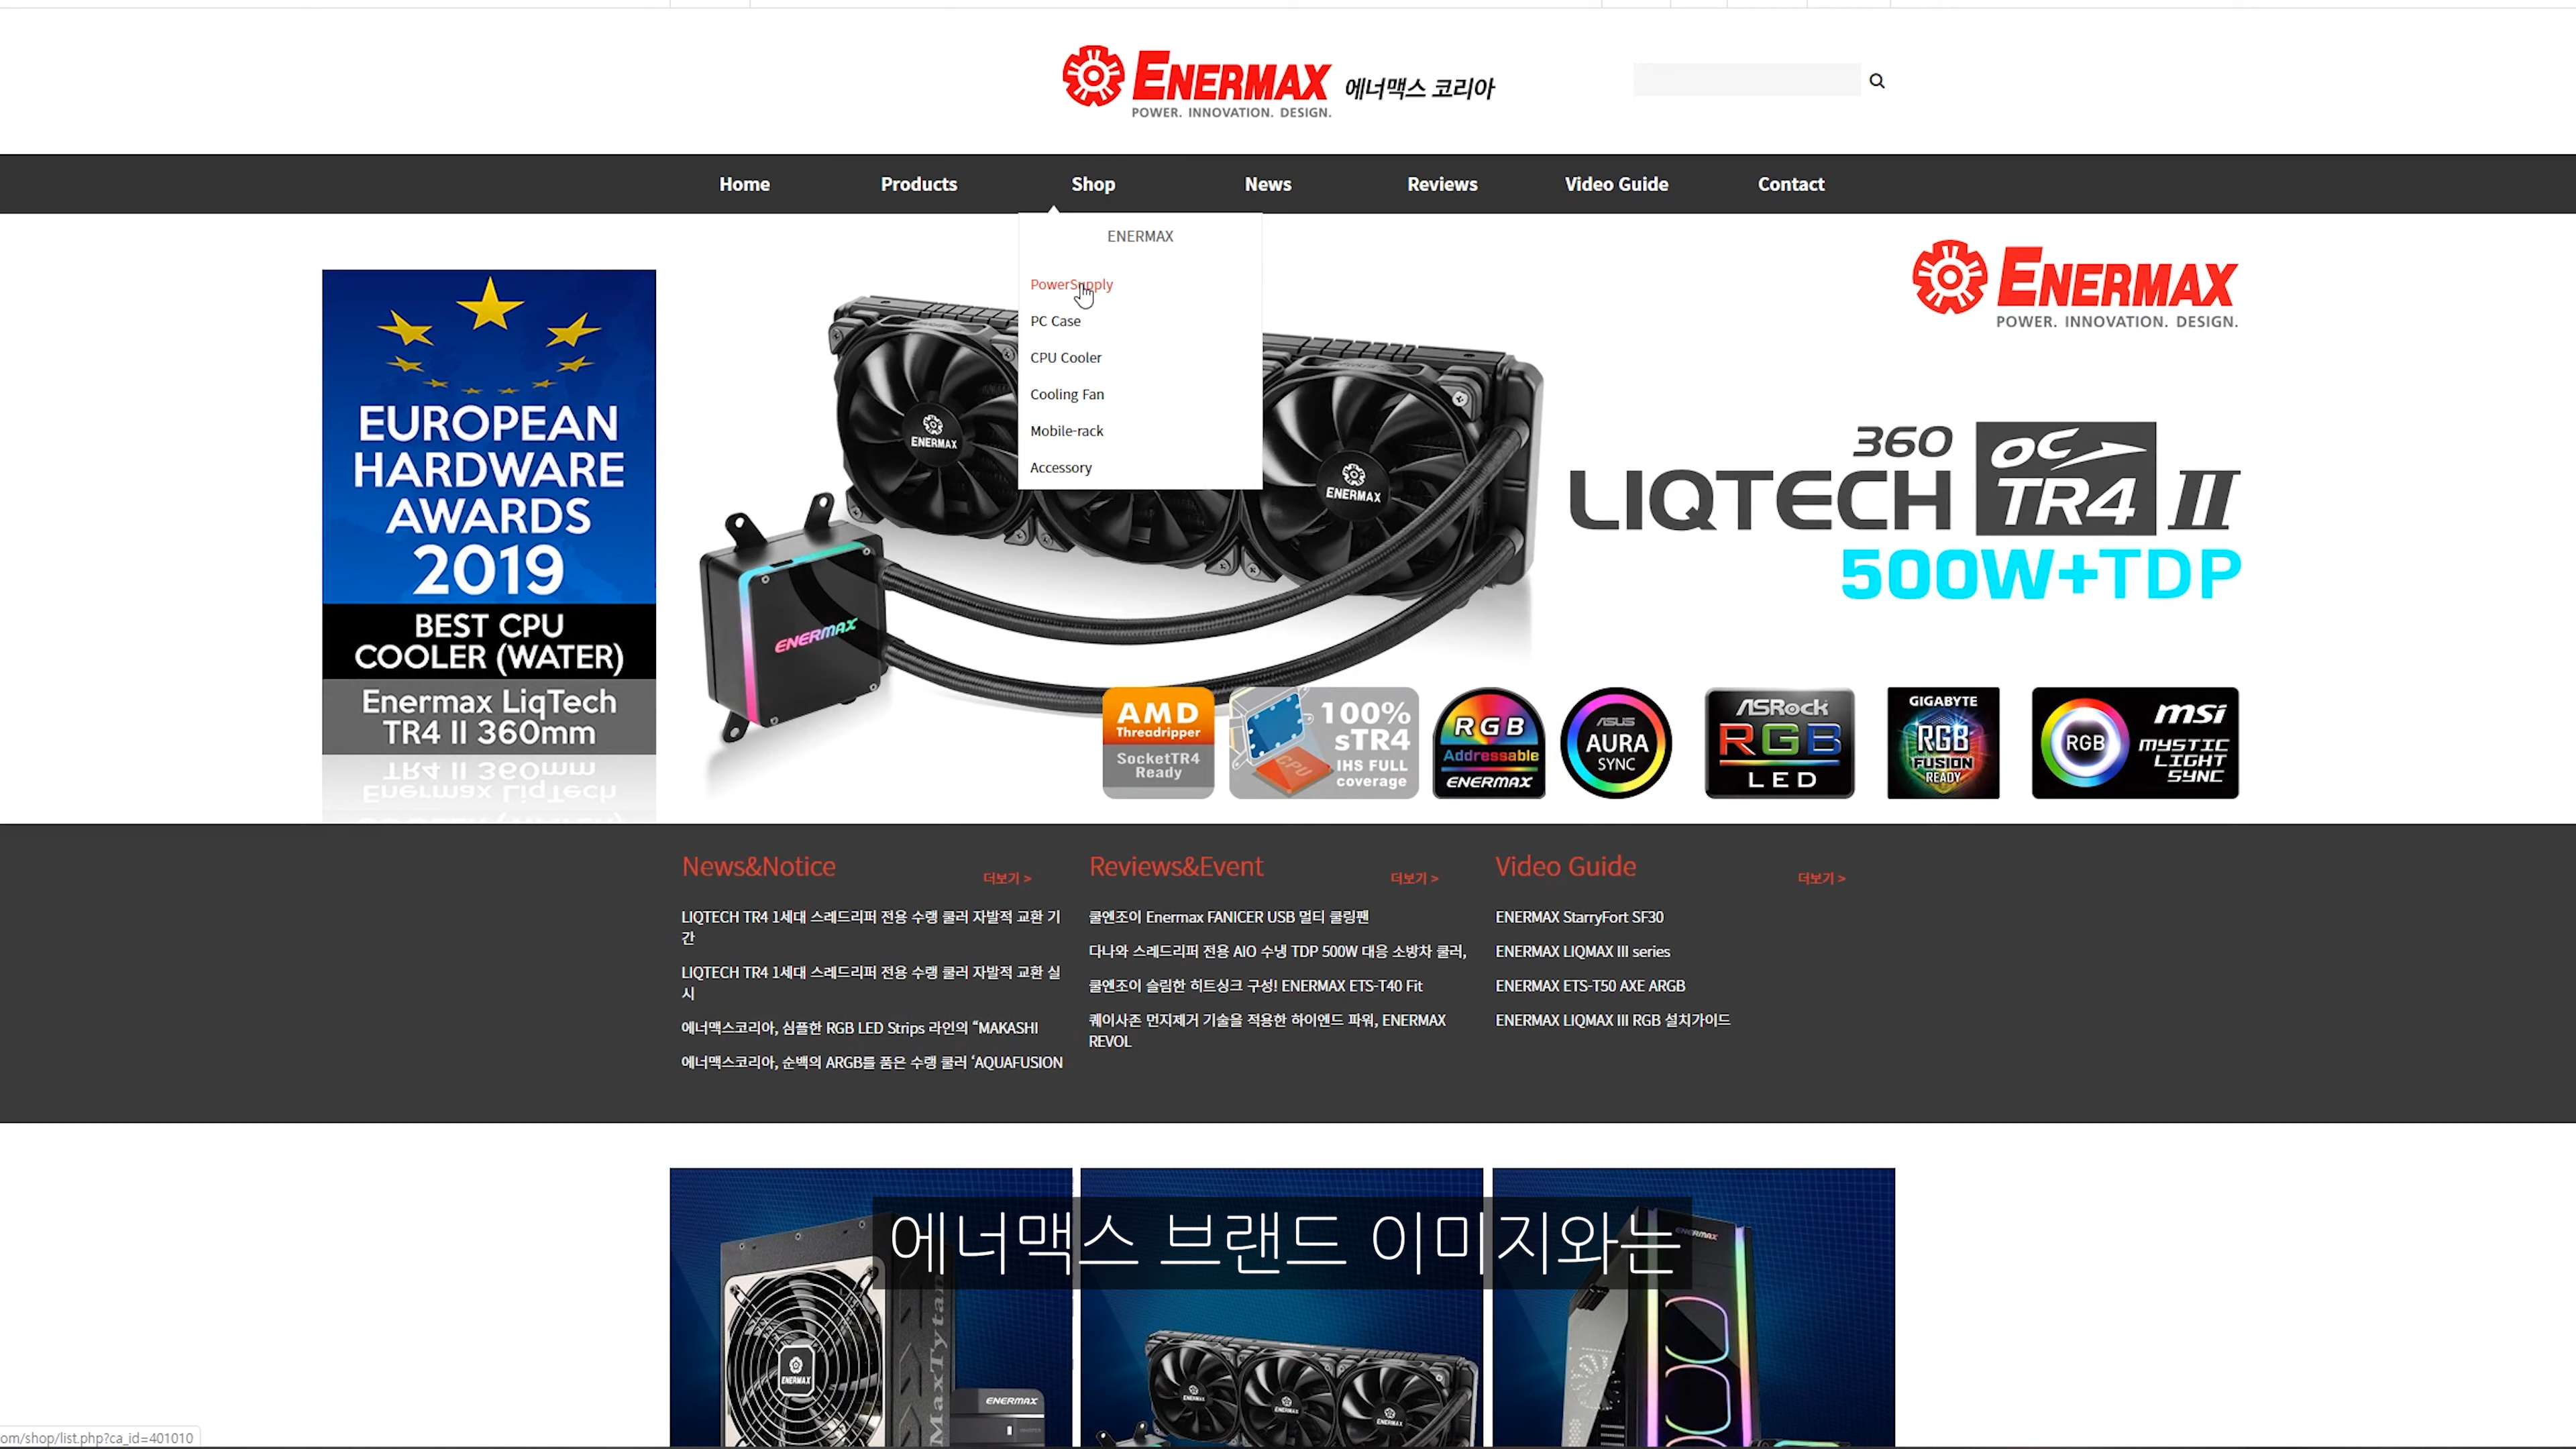 ENERMAX 에너맥스 코리아
POWER. INNOVATION. DESIGN.
Home Products Shop News Reviews Video Guide Contact
ENERMAX
PowerSupply
PC Case
CPU Cooler
Cooling Fan
Mobile-rack
Accessory
EUROPEAN
HARDWARE
AWARDS
2019
BEST CPU
COOLER (WATER)
Enermax LiqTech
TR4 II 360mm
ENERMAX
ENERMAX
ENERMAX
ENERMAX
POWER. INNOVATION. DESIGN.
360
LIQTECH OC TR4 II
500W+TDP
AMD
Threadripper
SocketTR4
Ready
CPU
100%
sTR4
IHS FULL
coverage
RGB
Addressable
ENERMAX
ASUS
AURA
SYNC
ASRock
RGB
LED
GIGABYTE
RGB
FUSION
READY
RGB
msi
MYSTIC
LIGHT
SYNC
News&Notice 더보기 >
LIQTECH TR4 1세대 스레드리퍼 전용 수랭 쿨러 자발적 교환 기
간
LIQTECH TR4 1세대 스레드리퍼 전용 수랭 쿨러 자발적 교환 실
시
에너맥스코리아, 심플한 RGB LED Strips 라인의 “MAKASHI
에너맥스코리아, 순백의 ARGB를 품은 수랭 쿨러 ‘AQUAFUSION
Reviews&Event 더보기 >
쿨엔조이 Enermax FANICER USB 멀티 쿨링팬
다나와 스레드리퍼 전용 AIO 수냉 TDP 500W 대응 소방차 쿨러,
쿨엔조이 슬림한 히트싱크 구성! ENERMAX ETS-T40 Fit
퀘이사존 먼지제거 기술을 적용한 하이엔드 파워, ENERMAX
REVOL
Video Guide 더보기 >
ENERMAX StarryFort SF30
ENERMAX LIQMAX III series
ENERMAX ETS-T50 AXE ARGB
ENERMAX LIQMAX III RGB 설치가이드
에너맥스 브랜드 이미지와는
ENERMAX
MaxTytan
ENERMAX
ENERMAX
ENERMAX
ENERMAX
ENERMAX
om/shop/list.php?ca_id=401010